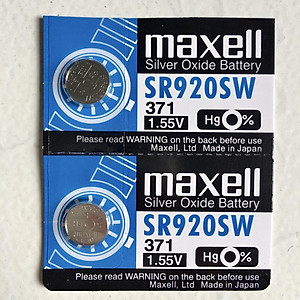 maxell
Silver Oxide Battery
SR920SW
371
1.55V
Hg 0%
Please read WARNING on the back before use
Maxell, Ltd Made in Japan
maxell
Silver Oxide Battery
SR920SW
371
1.55V
Hg 0%
Please read WARNING on the back before use
Maxell, Ltd Made in Japan